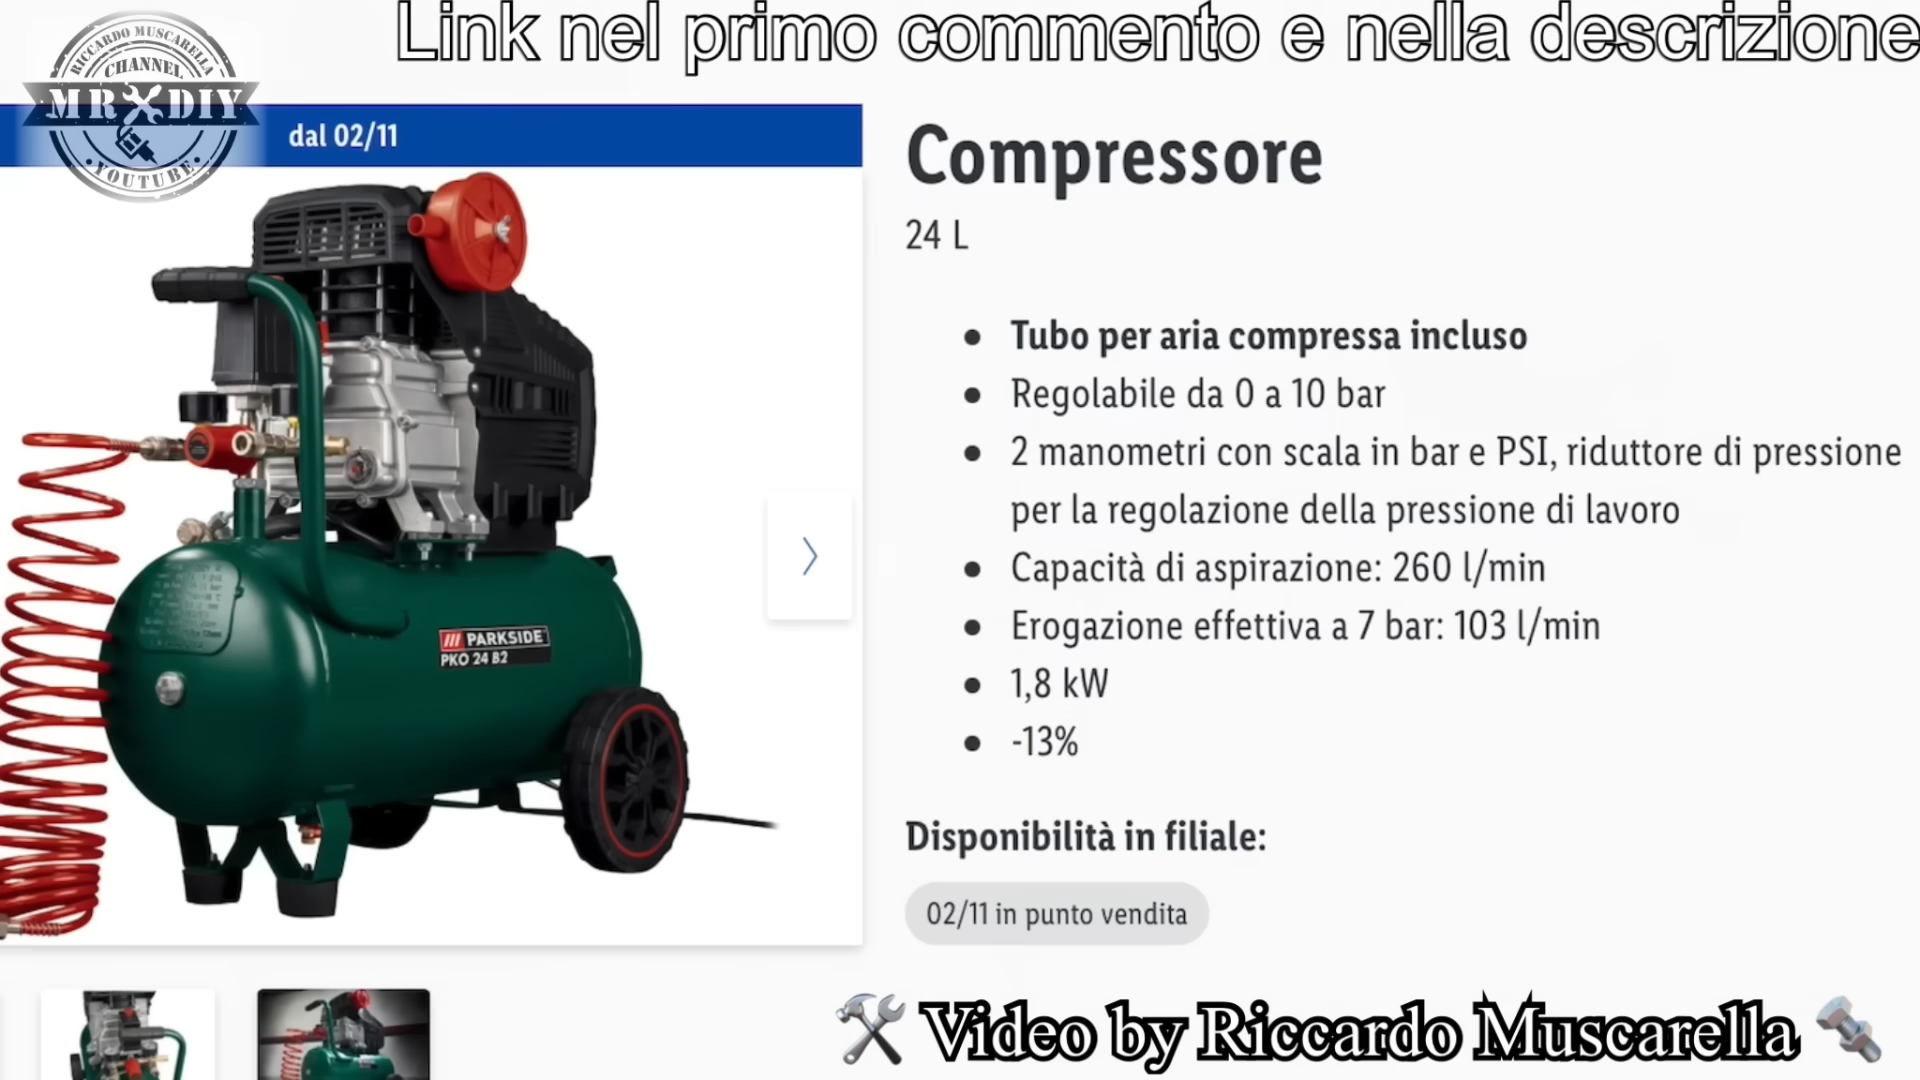 Link nel primo commento e nella descrizione
RICCARDO MUSCARELLA
CHANNEL
MR DIY
YOUTUBE
dal 02/11
Compressore
24 L
Tubo per aria compressa incluso
Regolabile da 0 a 10 bar
2 manometri con scala in bar e PSI, riduttore di pressione
per la regolazione della pressione di lavoro
Capacità di aspirazione: 260 l/min
Erogazione effettiva a 7 bar: 103 l/min
1,8 kW
-13%
PARKSIDE
PKO 24 B2
Disponibilità in filiale:
02/11 in punto vendita
Video by Riccardo Muscarella